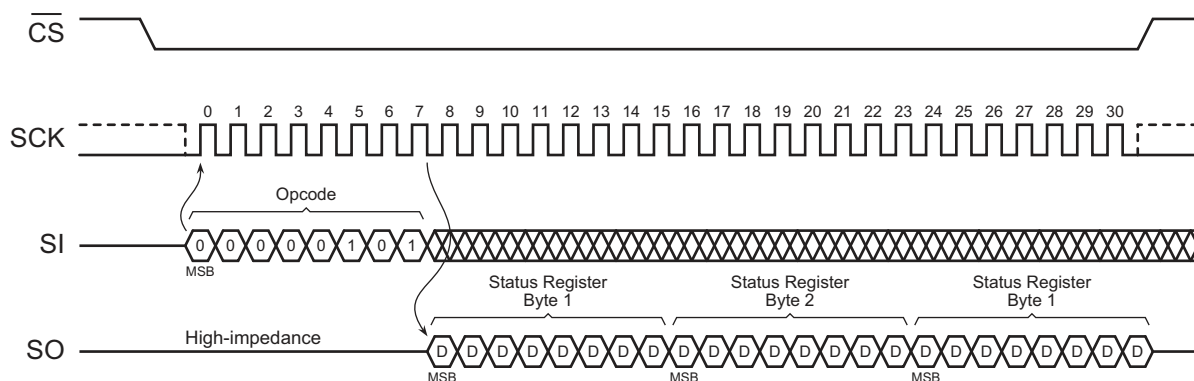 CS
SCK
0 1 2 3 4 5 6 7 8 9 10 11 12 13 14 15 16 17 18 19 20 21 22 23 24 25 26 27 28 29 30
Opcode
SI
0 0 0 0 0 1 0 1
MSB
Status Register
Byte 1
Status Register
Byte 2
Status Register
Byte 1
High-impedance
SO
D D D D D D D D D D D D D D D D D D D D D D D D
MSB MSB MSB